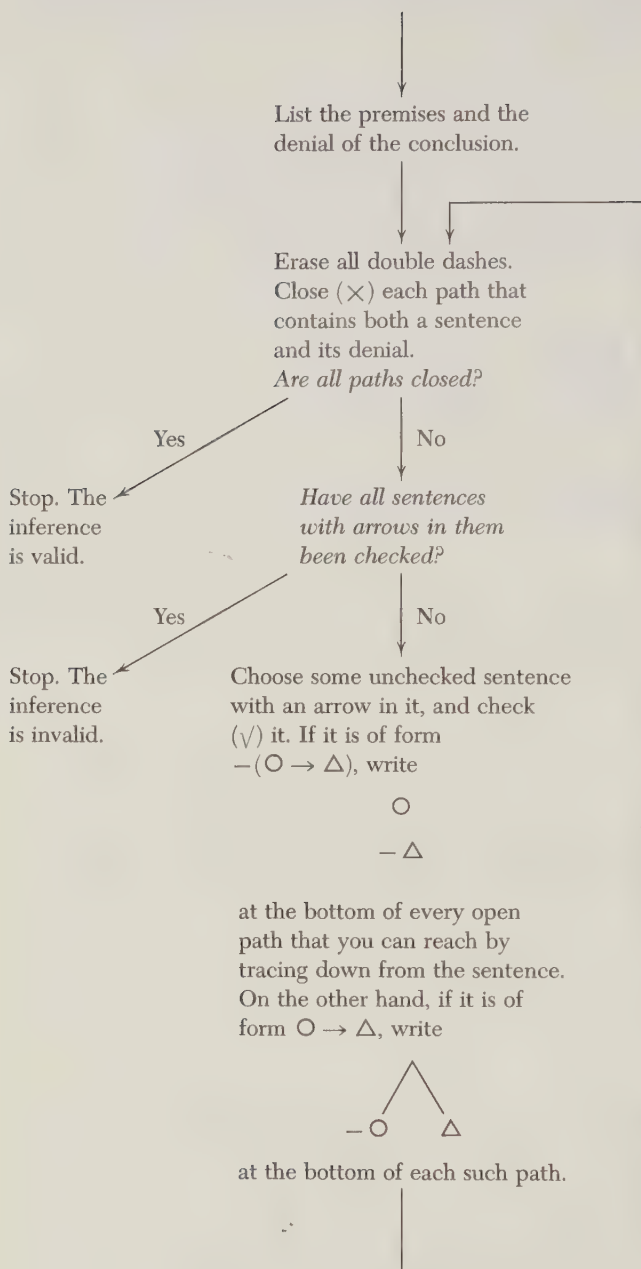 List the premises and the
denial of the conclusion.
Erase all double dashes.
Close (×) each path that
contains both a sentence
and its denial.
Are all paths closed?
Yes
No
Stop. The
inference
is valid.
Have all sentences
with arrows in them
been checked?
Yes
No
Stop. The
inference
is invalid.
Choose some unchecked sentence
with an arrow in it, and check
(√) it. If it is of form
−(○ → △), write
○
− △
at the bottom of every open
path that you can reach by
tracing down from the sentence.
On the other hand, if it is of
form ○ → △, write
− ○ △
at the bottom of each such path.